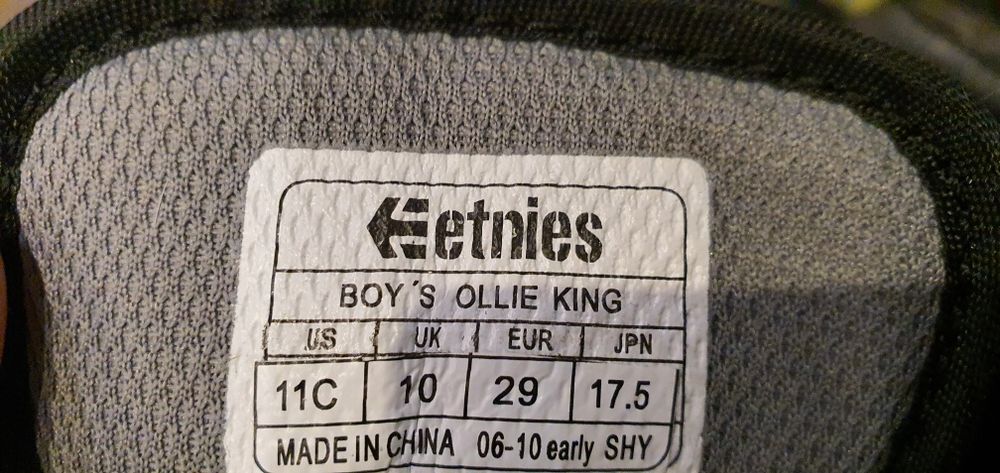 etnies
BOY´S OLLIE KING
US UK EUR JPN
11C 10 29 17.5
MADE IN CHINA 06-10 early SHY